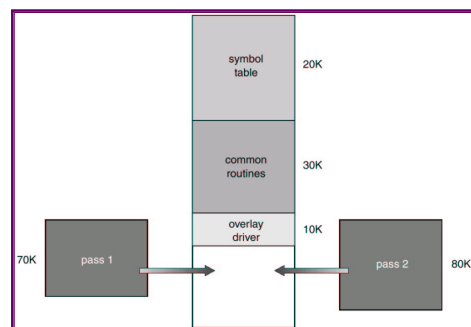 symbol
table
20K
common
routines
30K
overlay
driver
10K
70K
pass 1
pass 2
80K